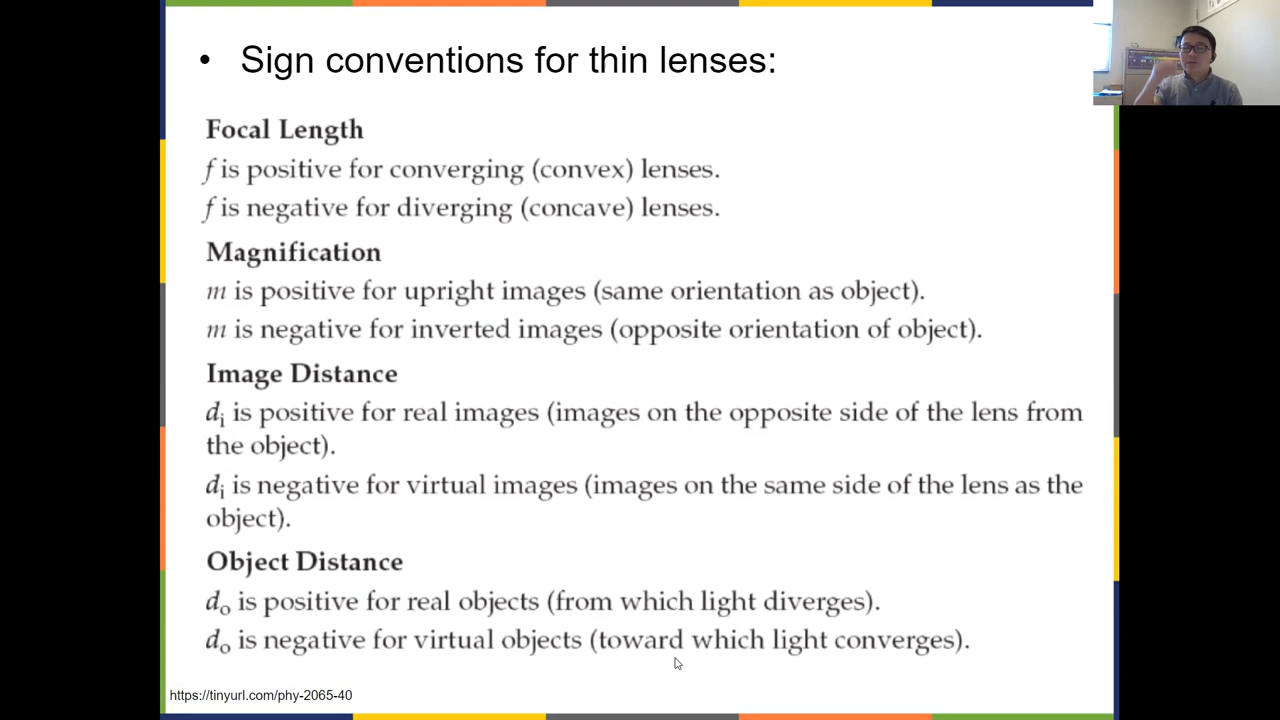 • Sign conventions for thin lenses:
Focal Length
f is positive for converging (convex) lenses.
f is negative for diverging (concave) lenses.
Magnification
m is positive for upright images (same orientation as object).
m is negative for inverted images (opposite orientation of object).
Image Distance
di is positive for real images (images on the opposite side of the lens from
the object).
di is negative for virtual images (images on the same side of the lens as the
object).
Object Distance
do is positive for real objects (from which light diverges).
do is negative for virtual objects (toward which light converges).
https://tinyurl.com/phy-2065-40